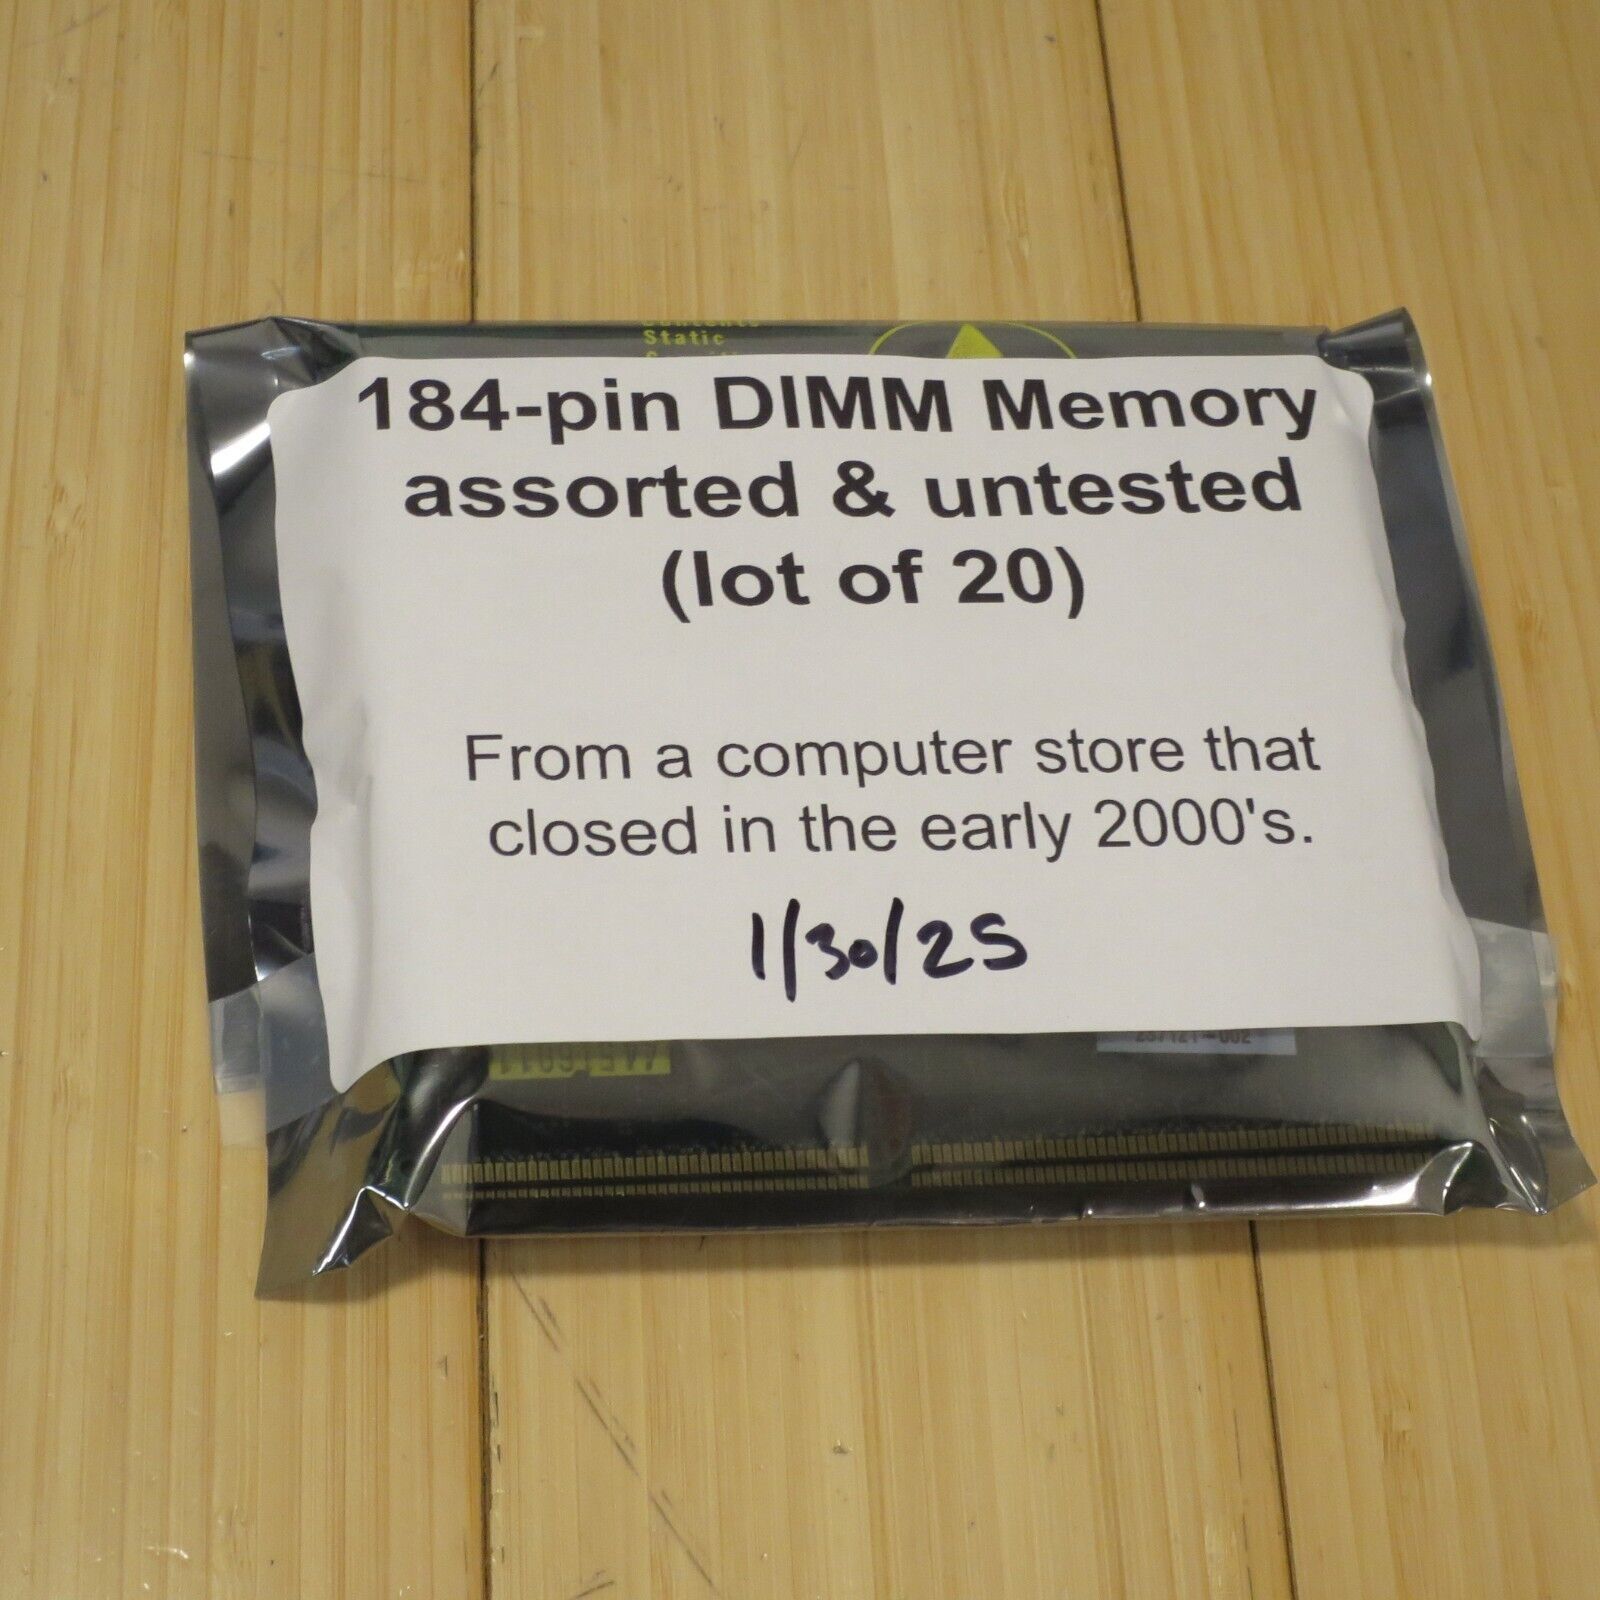 Static
184-pin DIMM Memory
assorted & untested
(lot of 20)
From a computer store that
closed in the early 2000's.
1/30/25